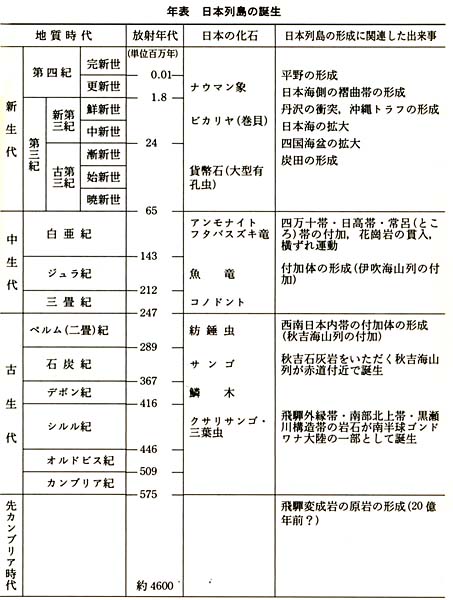 年表 日本列島の誕生
地質時代 放射年代 日本の化石 日本列島の形成に関連した出来事
(単位百万年)
新生代
第四紀
完新世
0.01
更新世
1.8
ナウマン象
平野の形成
日本海側の褶曲帯の形成
第三紀
新第三紀
鮮新世
中新世
24
ビカリヤ(巻貝)
丹沢の衝突,沖縄トラフの形成
日本海の拡大
四国海盆の拡大
古第三紀
漸新世
始新世
暁新世
65
貨幣石(大型有
孔虫)
炭田の形成
中生代
白亜紀
143
アンモナイト
フタバスズキ竜
四万十帯・日高帯・常呂(とこ
ろ)帯の付加,花崗岩の貫入,
横ずれ運動
ジュラ紀
212
魚竜
付加体の形成(伊吹海山列の付
加)
三畳紀
247
コノドント
古生代
ペルム(二畳)紀
289
紡錘虫
西南日本内帯の付加体の形成
(秋吉海山列の付加)
石炭紀
367
サンゴ
秋吉石灰岩をいただく秋吉海山
列が赤道付近で誕生
デボン紀
416
鱗木
シルル紀
446
クサリサンゴ・
三葉虫
飛騨外縁帯・南部北上帯・黒瀬
川構造帯の岩石が南半球ゴンド
ワナ大陸の一部として誕生
オルドビス紀
509
カンブリア紀
575
先カンブリア時代
約4600
飛騨変成岩の原岩の形成(20億
年前?)